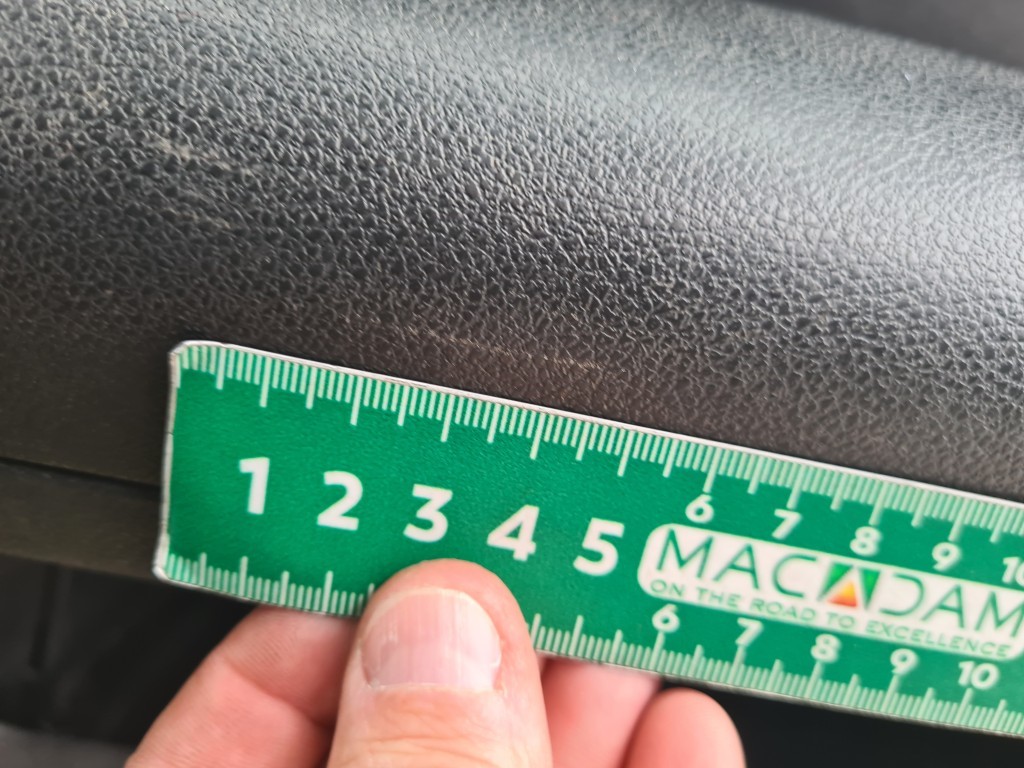 1 2 3 4 5 6 7 8 9 10
MACADAM
ON THE ROAD TO EXCELLENCE
6 7 8 9 10